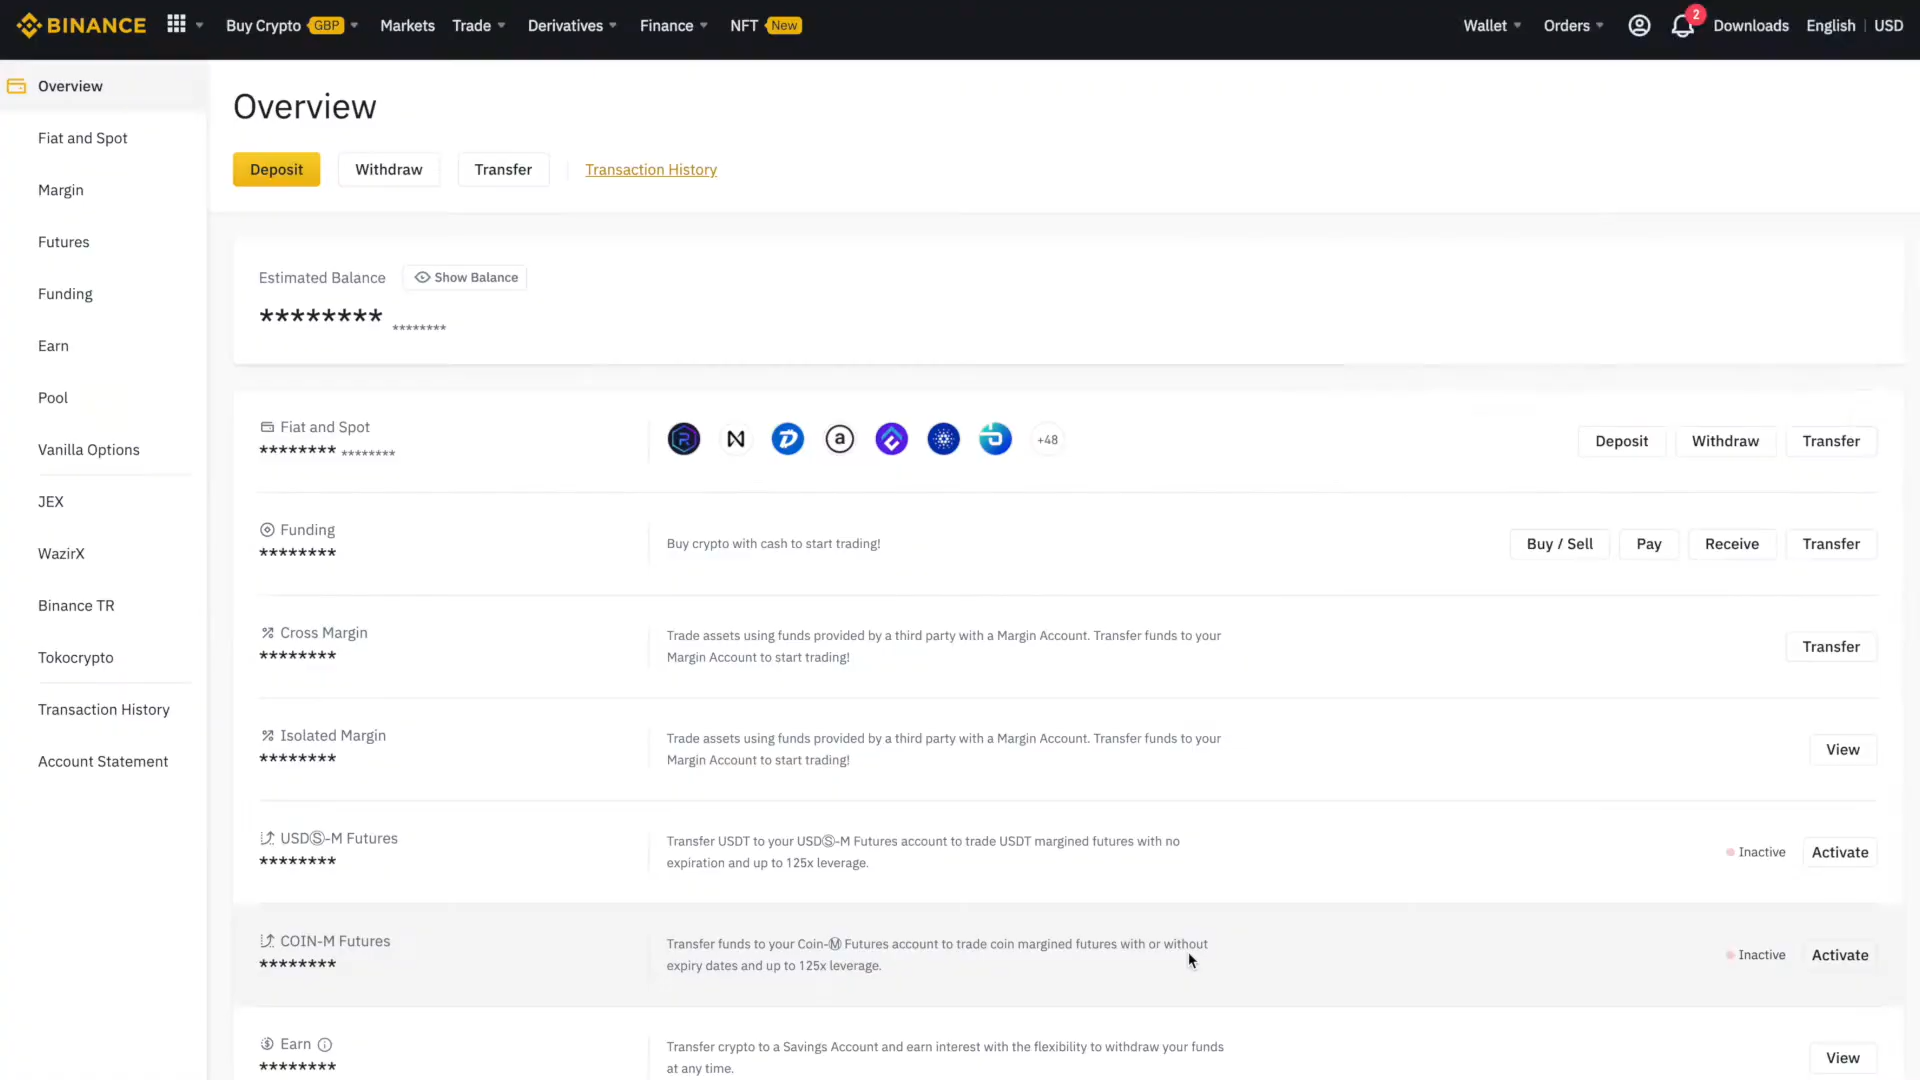 BINANCE
Buy Crypto GBP Markets Trade Derivatives Finance NFT New Wallet Orders 2 Downloads English | USD
Overview
Fiat and Spot
Margin
Futures
Funding
Earn
Pool
Vanilla Options
JEX
WazirX
Binance TR
Tokocrypto
Transaction History
Account Statement
Overview
Deposit Withdraw Transfer Transaction History
Estimated Balance Show Balance
******** ********
Fiat and Spot
******** ********
+48
Deposit Withdraw Transfer
Funding
********
Buy crypto with cash to start trading!
Buy / Sell Pay Receive Transfer
Cross Margin
********
Trade assets using funds provided by a third party with a Margin Account. Transfer funds to your
Margin Account to start trading!
Transfer
Isolated Margin
********
Trade assets using funds provided by a third party with a Margin Account. Transfer funds to your
Margin Account to start trading!
View
USDⓈ-M Futures
********
Transfer USDT to your USDⓈ-M Futures account to trade USDT margined futures with no
expiration and up to 125x leverage.
Inactive Activate
COIN-M Futures
********
Transfer funds to your Coin-Ⓜ Futures account to trade coin margined futures with or without
expiry dates and up to 125x leverage.
Inactive Activate
Earn
********
Transfer crypto to a Savings Account and earn interest with the flexibility to withdraw your funds
at any time.
View